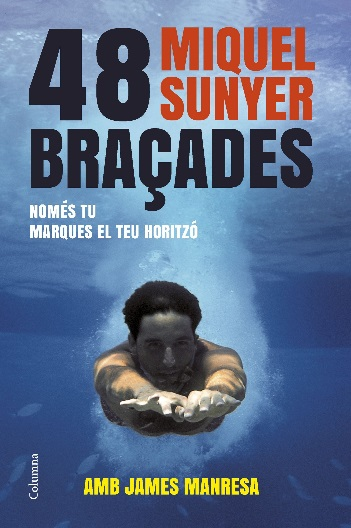 48
MIQUEL
SUNYER
BRAÇADES
NOMÉS TU
MARQUES EL TEU HORITZÓ
Columna
AMB JAMES MANRESA